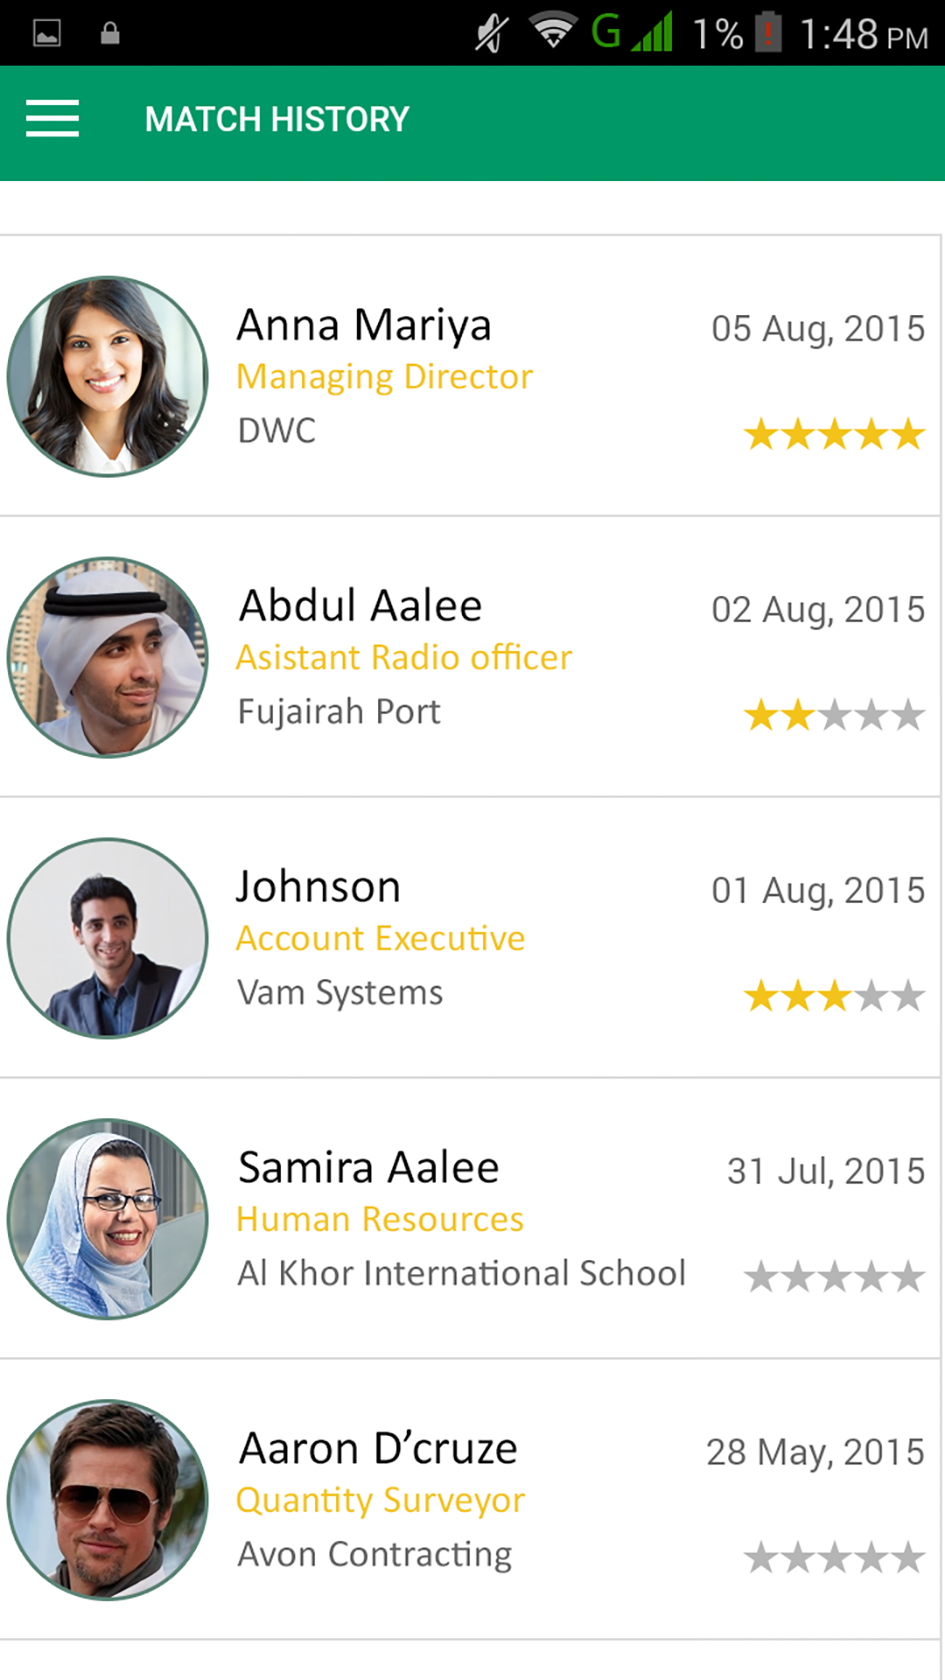 G 1% 1:48 PM
MATCH HISTORY
Anna Mariya 05 Aug, 2015
Managing Director
DWC
Abdul Aalee 02 Aug, 2015
Asistant Radio officer
Fujairah Port
Johnson 01 Aug, 2015
Account Executive
Vam Systems
Samira Aalee 31 Jul, 2015
Human Resources
Al Khor International School
Aaron D’cruze 28 May, 2015
Quantity Surveyor
Avon Contracting